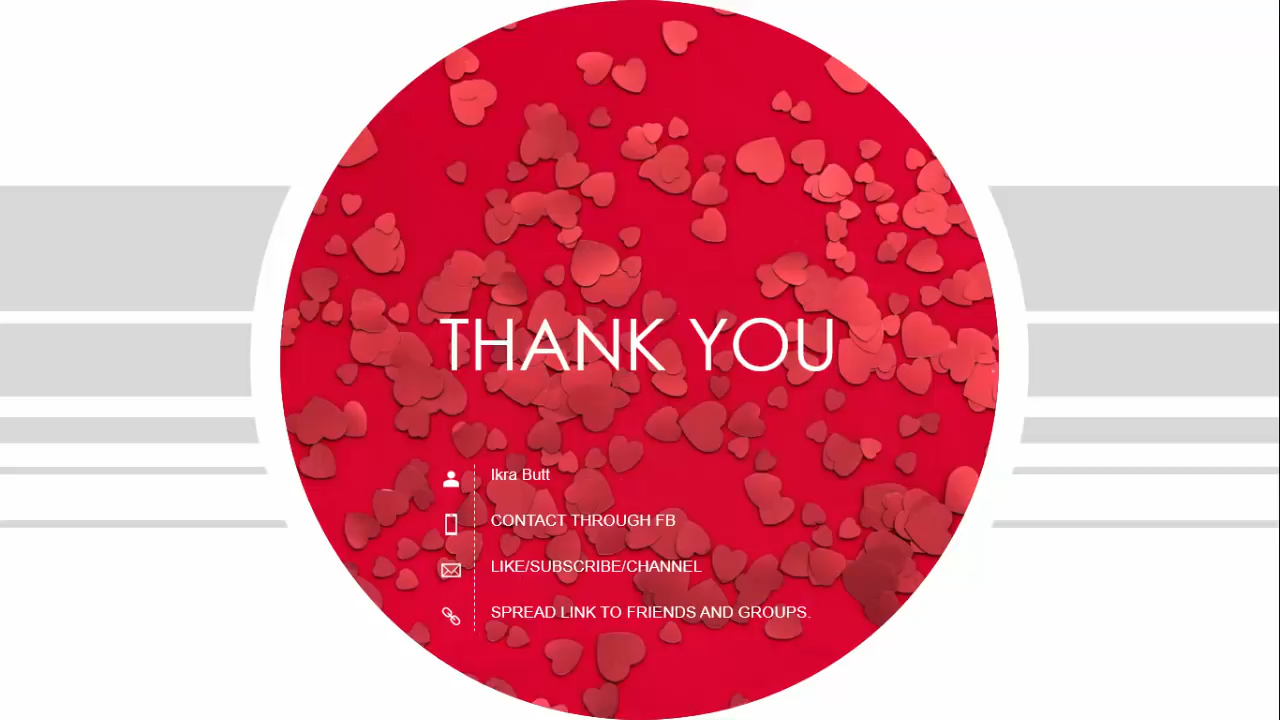 THANK YOU
Ikra Butt
CONTACT THROUGH FB
LIKE/SUBSCRIBE/CHANNEL
SPREAD LINK TO FRIENDS AND GROUPS.